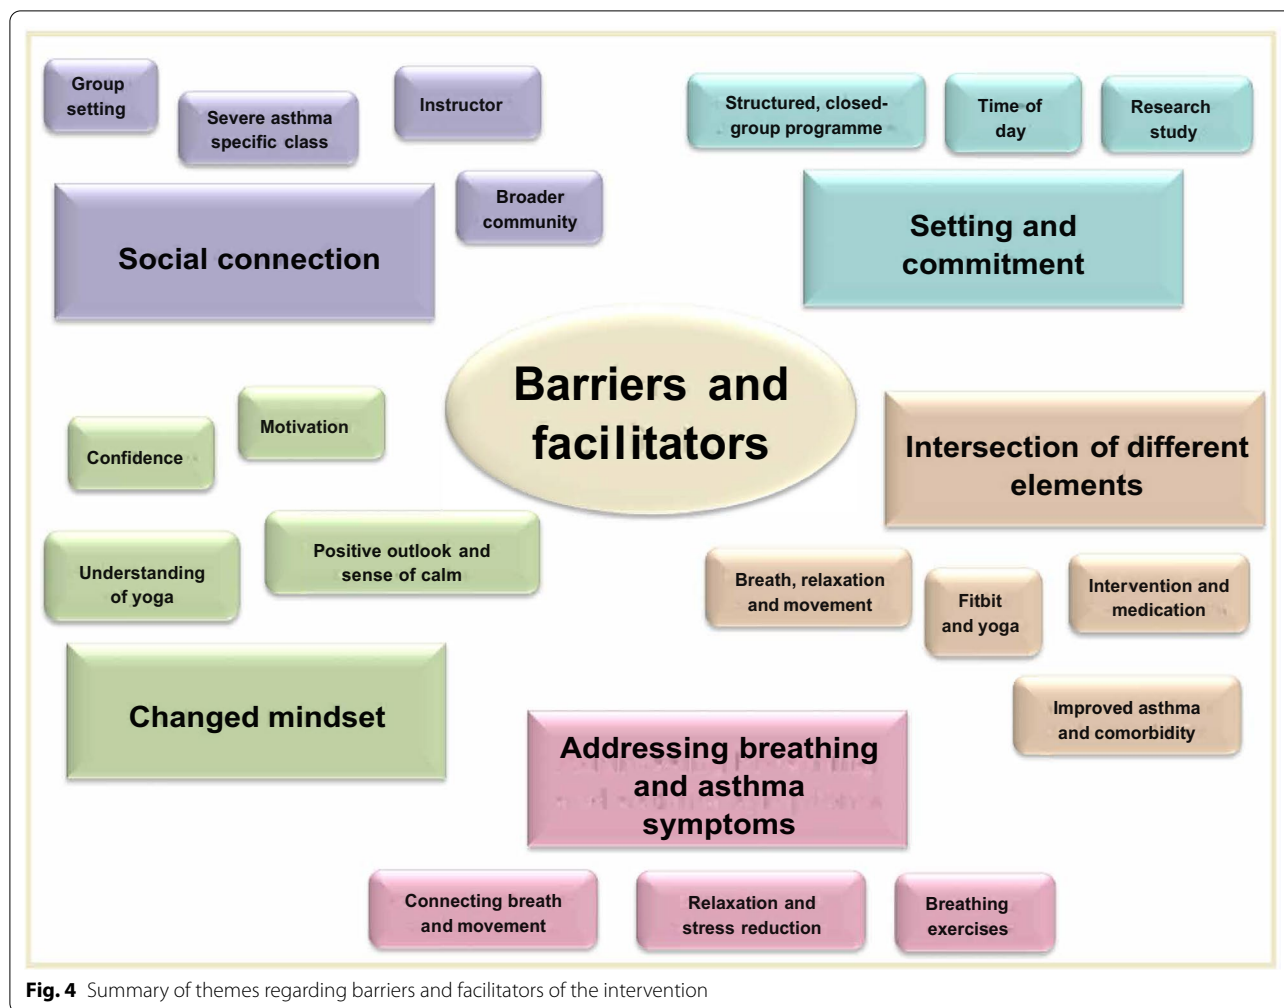 Group
setting
Severe asthma
specific class
Instructor
Broader
community
Social connection
Structured, closed-
group programme
Time of
day
Research
study
Setting and
commitment
Barriers and
facilitators
Motivation
Confidence
Positive outlook and
sense of calm
Understanding
of yoga
Changed mindset
Intersection of different
elements
Breath, relaxation
and movement
Fitbit
and yoga
Intervention and
medication
Improved asthma
and comorbidity
Addressing breathing
and asthma
symptoms
Connecting breath
and movement
Relaxation and
stress reduction
Breathing
exercises
Fig. 4 Summary of themes regarding barriers and facilitators of the intervention